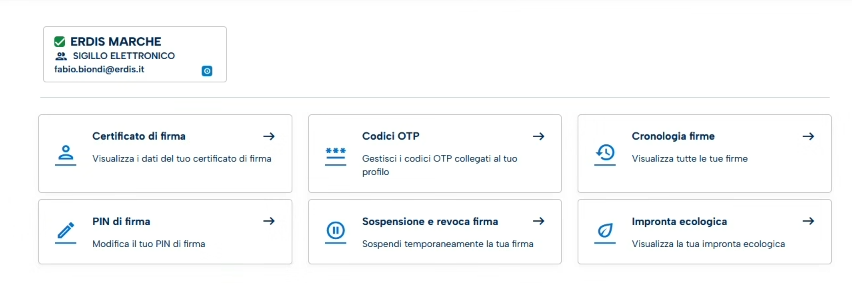 ERDIS MARCHE
SIGILLO ELETTRONICO
fabio.biondi@erdis.it
Certificato di firma
Visualizza i dati del tuo certificato di firma
Codici OTP
Gestisci i codici OTP collegati al tuo
profilo
Cronologia firme
Visualizza tutte le tue firme
PIN di firma
Modifica il tuo PIN di firma
Sospensione e revoca firma
Sospendi temporaneamente la tua firma
Impronta ecologica
Visualizza la tua impronta ecologica